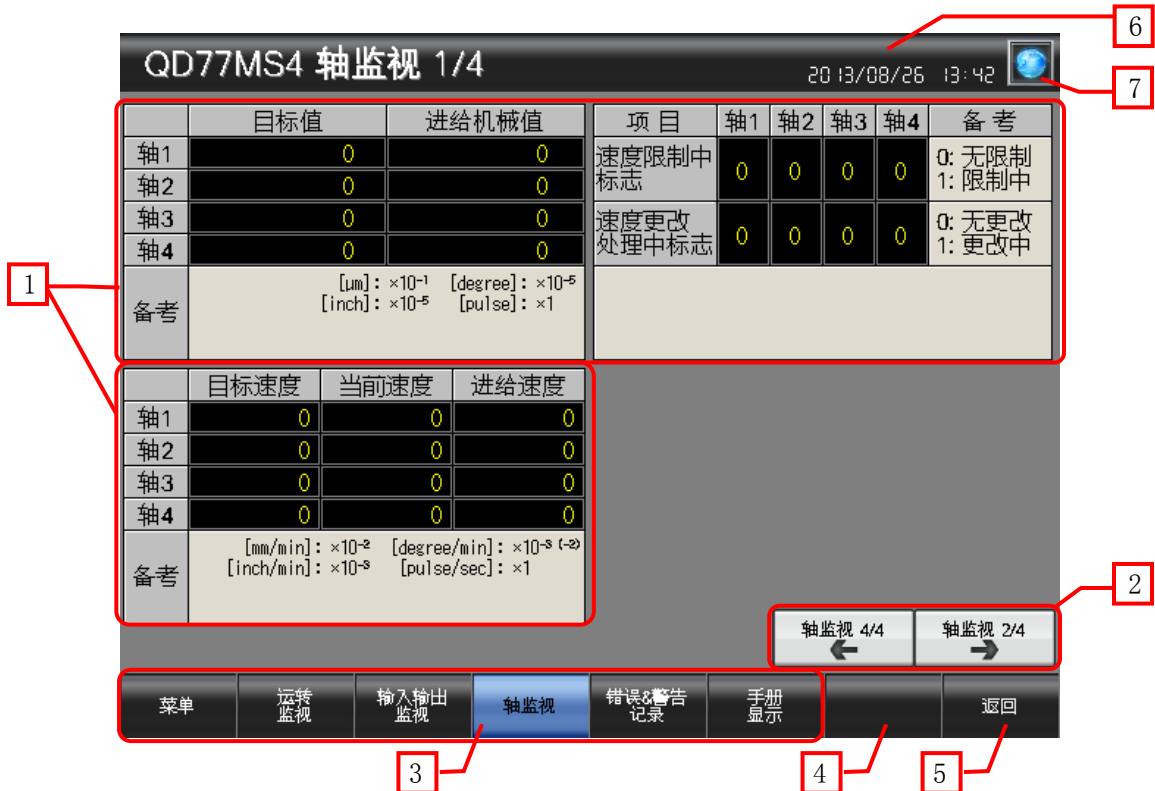 6
QD77MS4 轴监视 1/4
2013/08/26 13:42
7
目标值 进给机械值
轴1 0 0
轴2 0 0
轴3 0 0
轴4 0 0
备考
[μm]: ×10⁻¹ [degree]: ×10⁻⁵
[inch]: ×10⁻⁵ [pulse]: ×1
项目 轴1 轴2 轴3 轴4 备考
速度限制中
标志
0 0 0 0
0: 无限制
1: 限制中
速度更改
处理中标志
0 0 0 0
0: 无更改
1: 更改中
1
目标速度 当前速度 进给速度
轴1 0 0 0
轴2 0 0 0
轴3 0 0 0
轴4 0 0 0
备考
[mm/min]: ×10⁻² [degree/min]: ×10⁻³ ⁽⁻²⁾
[inch/min]: ×10⁻³ [pulse/sec]: ×1
2
轴监视 4/4
轴监视 2/4
菜单
运转
监视
输入输出
监视
轴监视
错误&警告
记录
手册
显示
返回
3
4
5